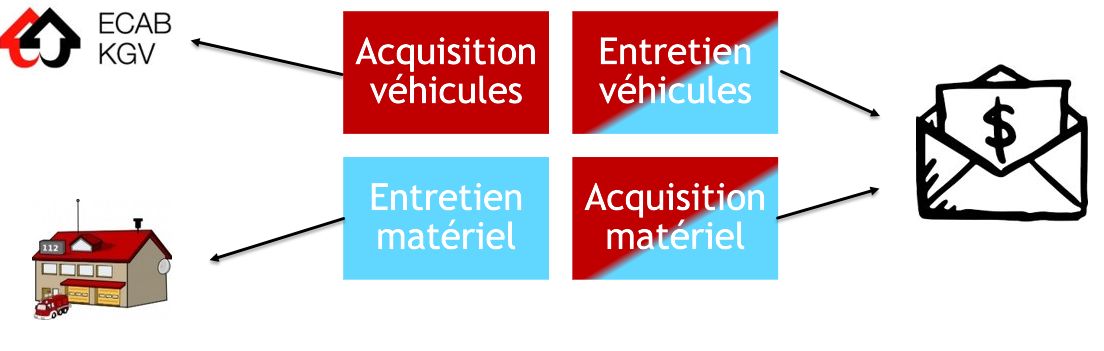 ECAB
KGV
Acquisition
véhicules
Entretien
véhicules
$
Entretien
matériel
Acquisition
matériel
112